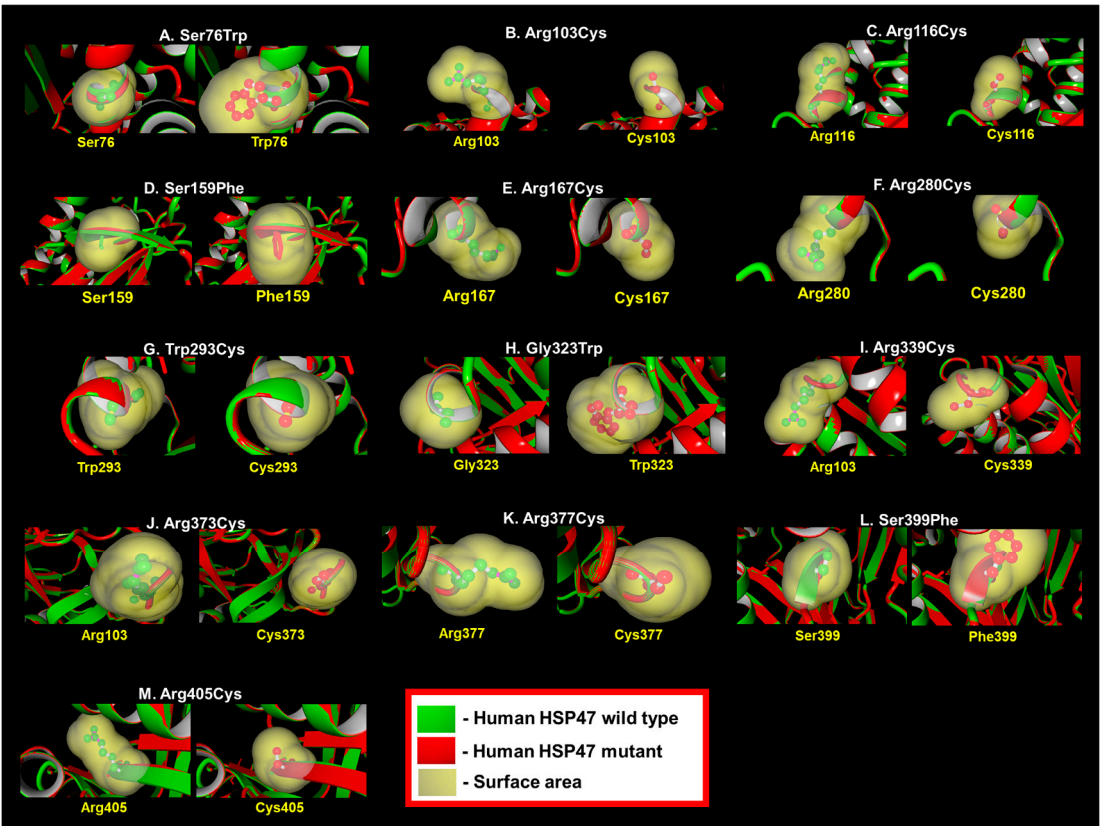 A. Ser76Trp
B. Arg103Cys
C. Arg116Cys
Ser76
Trp76
Arg103
Cys103
Arg116
Cys116
D. Ser159Phe
E. Arg167Cys
F. Arg280Cys
Ser159
Phe159
Arg167
Cys167
Arg280
Cys280
G. Trp293Cys
H. Gly323Trp
I. Arg339Cys
Trp293
Cys293
Gly323
Trp323
Arg103
Cys339
J. Arg373Cys
K. Arg377Cys
L. Ser399Phe
Arg103
Cys373
Arg377
Cys377
Ser399
Phe399
M. Arg405Cys
Arg405
Cys405
- Human HSP47 wild type
- Human HSP47 mutant
- Surface area